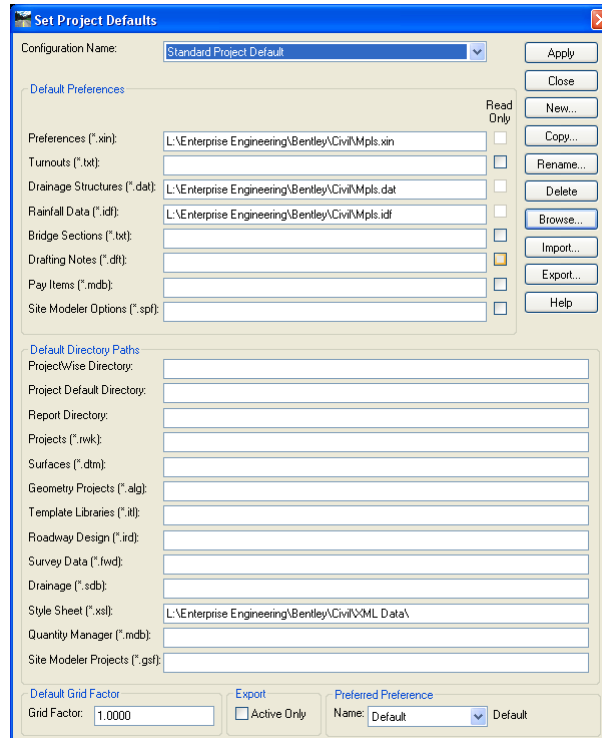 Set Project Defaults
Configuration Name: Standard Project Default
Apply
Close
New...
Copy...
Rename...
Delete
Browse...
Import...
Export...
Help
Default Preferences
Read
Only
Preferences (*.xin): L:\Enterprise Engineering\Bentley\Civil\Mpls.xin
Turnouts (*.txt):
Drainage Structures (*.dat): L:\Enterprise Engineering\Bentley\Civil\Mpls.dat
Rainfall Data (*.idf): L:\Enterprise Engineering\Bentley\Civil\Mpls.idf
Bridge Sections (*.txt):
Drafting Notes (*.dft):
Pay Items (*.mdb):
Site Modeler Options (*.spf):
Default Directory Paths
ProjectWise Directory:
Project Default Directory:
Report Directory:
Projects (*.rwk):
Surfaces (*.dtm):
Geometry Projects (*.alg):
Template Libraries (*.itl):
Roadway Design (*.ird):
Survey Data (*.fwd):
Drainage (*.sdb):
Style Sheet (*.xsl): L:\Enterprise Engineering\Bentley\Civil\XML Data\
Quantity Manager (*.mdb):
Site Modeler Projects (*.gsf):
Default Grid Factor
Grid Factor: 1.0000
Export
Active Only
Preferred Preference
Name: Default Default